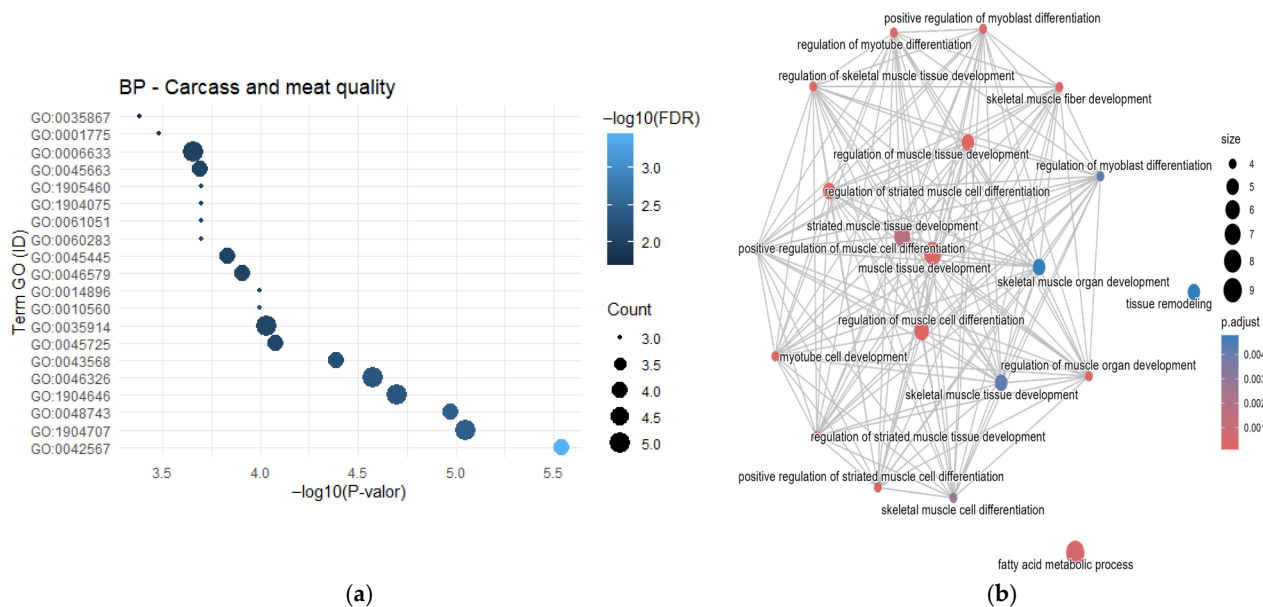 BP - Carcass and meat quality
Term GO (ID)
GO:0035867
GO:0001775
GO:0006633
GO:0045663
GO:1905460
GO:1904075
GO:0061051
GO:0060283
GO:0045445
GO:0046579
GO:0014896
GO:0010560
GO:0035914
GO:0045725
GO:0043568
GO:0046326
GO:1904646
GO:0048743
GO:1904707
GO:0042567
3.5 4.0 4.5 5.0 5.5
−log10(P-valor)
−log10(FDR)
3.0
2.5
2.0
Count
3.0
3.5
4.0
4.5
5.0
(a)
positive regulation of myoblast differentiation
regulation of myotube differentiation
regulation of skeletal muscle tissue development
skeletal muscle fiber development
regulation of muscle tissue development
regulation of myoblast differentiation
regulation of striated muscle cell differentiation
striated muscle tissue development
positive regulation of muscle cell differentiation
muscle tissue development
skeletal muscle organ development
tissue remodeling
regulation of muscle cell differentiation
myotube cell development
regulation of muscle organ development
skeletal muscle tissue development
regulation of striated muscle tissue development
positive regulation of striated muscle cell differentiation
skeletal muscle cell differentiation
fatty acid metabolic process
size
4
5
6
7
8
9
p.adjust
0.004
0.003
0.002
0.001
(b)